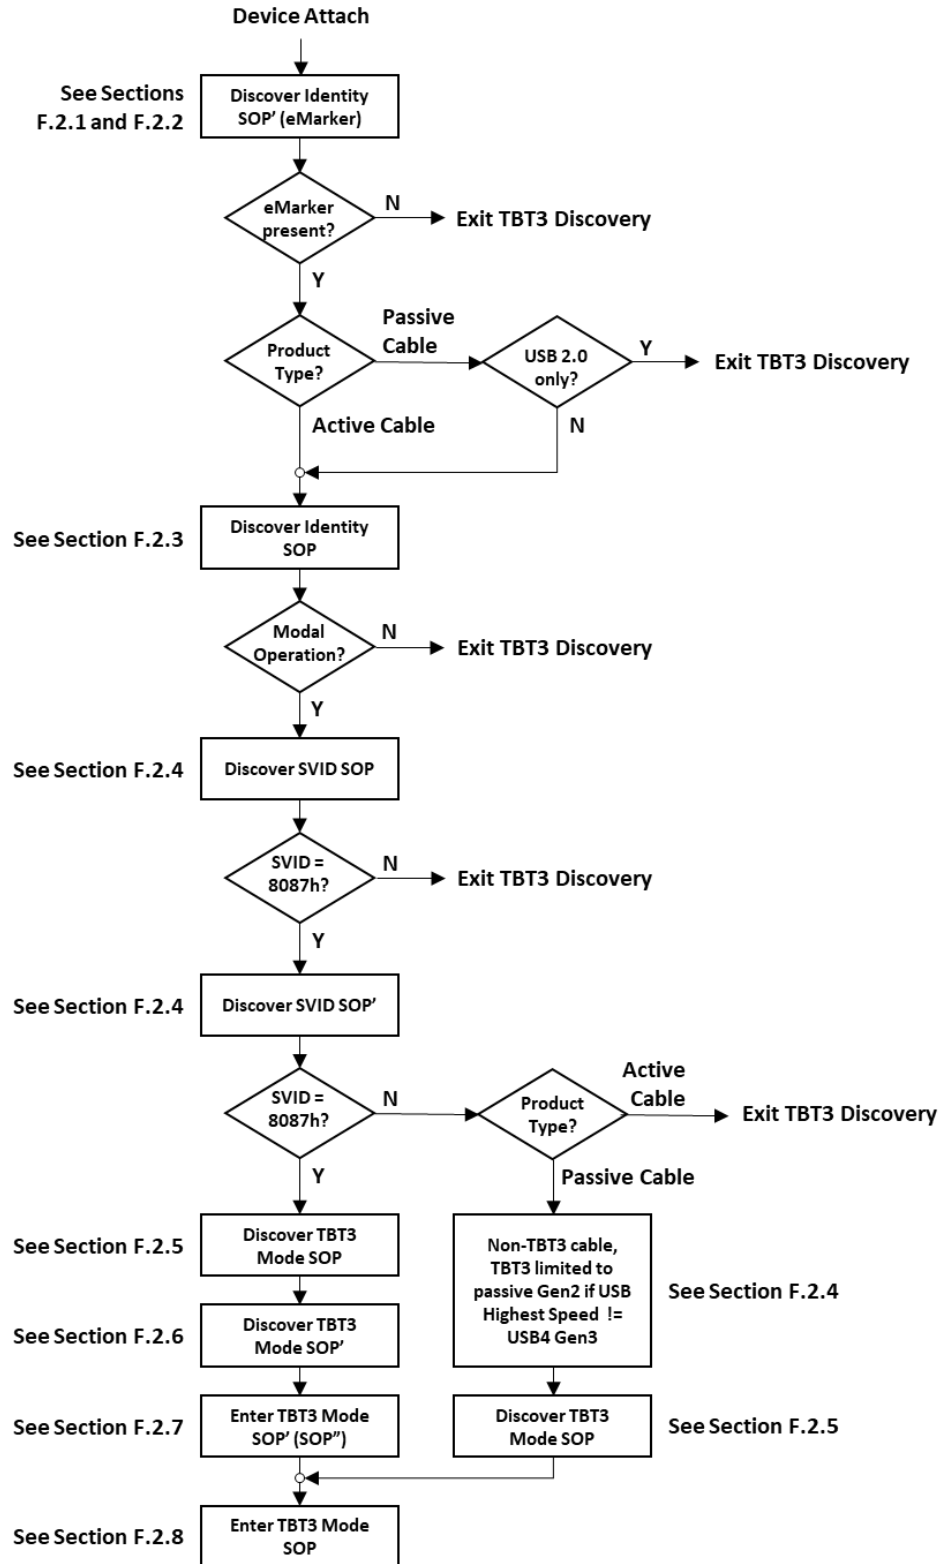 Device Attach
See Sections
F.2.1 and F.2.2
Discover Identity
SOP' (eMarker)
eMarker
present?
N
Exit TBT3 Discovery
Y
Product
Type?
Passive
Cable
USB 2.0
only?
Y
Exit TBT3 Discovery
Active Cable
N
See Section F.2.3
Discover Identity
SOP
Modal
Operation?
N
Exit TBT3 Discovery
Y
See Section F.2.4
Discover SVID SOP
SVID =
8087h?
N
Exit TBT3 Discovery
Y
See Section F.2.4
Discover SVID SOP'
SVID =
8087h?
N
Product
Type?
Active
Cable
Exit TBT3 Discovery
Y
Passive Cable
See Section F.2.5
Discover TBT3
Mode SOP
Non-TBT3 cable,
TBT3 limited to
passive Gen2 if USB
Highest Speed !=
USB4 Gen3
See Section F.2.4
See Section F.2.6
Discover TBT3
Mode SOP'
See Section F.2.7
Enter TBT3 Mode
SOP' (SOP")
Discover TBT3
Mode SOP
See Section F.2.5
See Section F.2.8
Enter TBT3 Mode
SOP